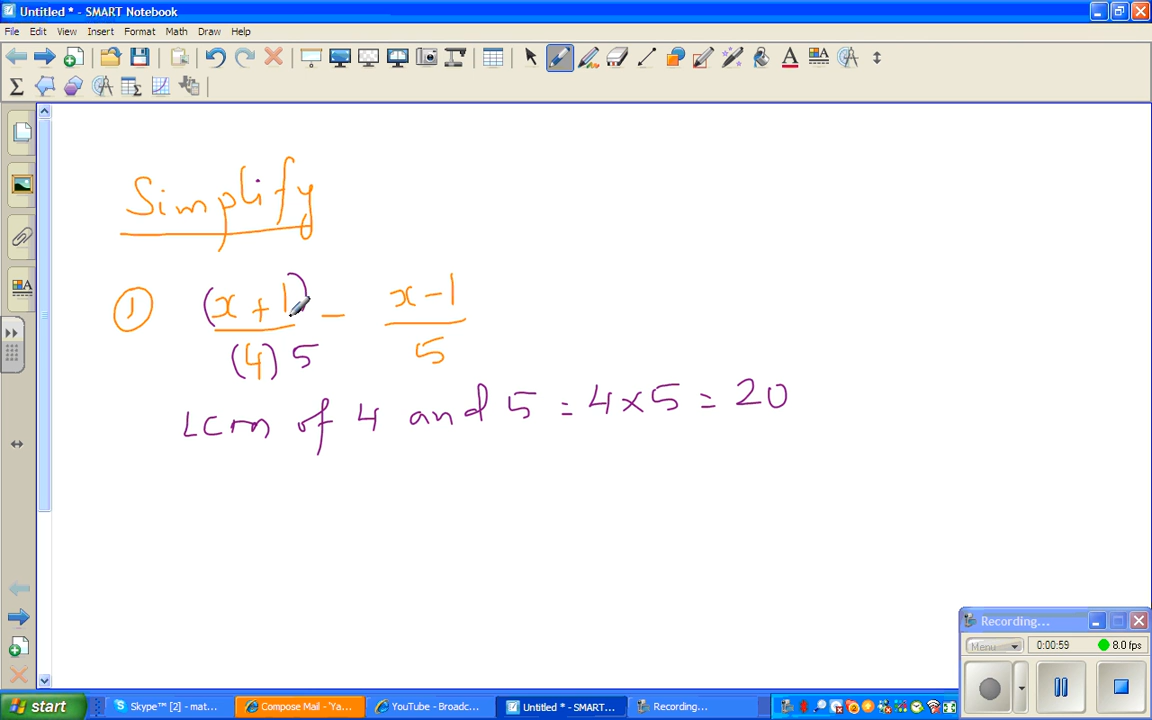 Untitled * - SMART Notebook
File Edit View Insert Format Math Draw Help
Simplify
① (x + 1) - x - 1
(4) 5 5
LCM of 4 and 5 = 4 × 5 = 20
Recording...
Menu 0:00:59 8.0 fps
start Skype™ [2] - mat... Compose Mail - 'Ya... YouTube - Broadc... Untitled * - SMART... Recording...